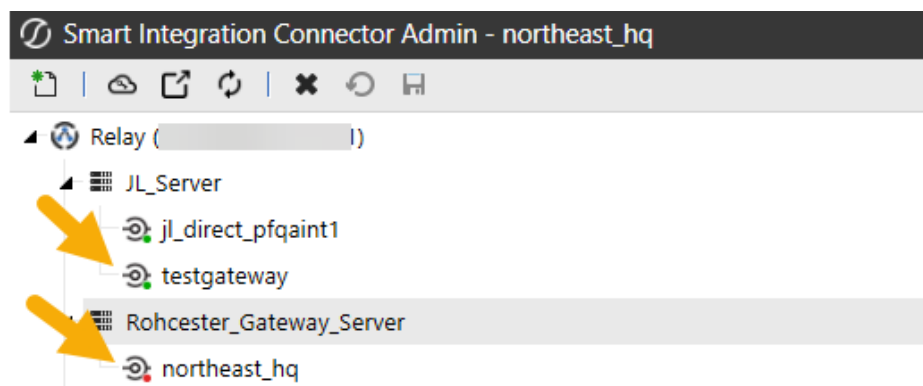 Smart Integration Connector Admin - northeast_hq
Relay ( l)
JL_Server
jl_direct_pfqaint1
testgateway
Rohcester_Gateway_Server
northeast_hq